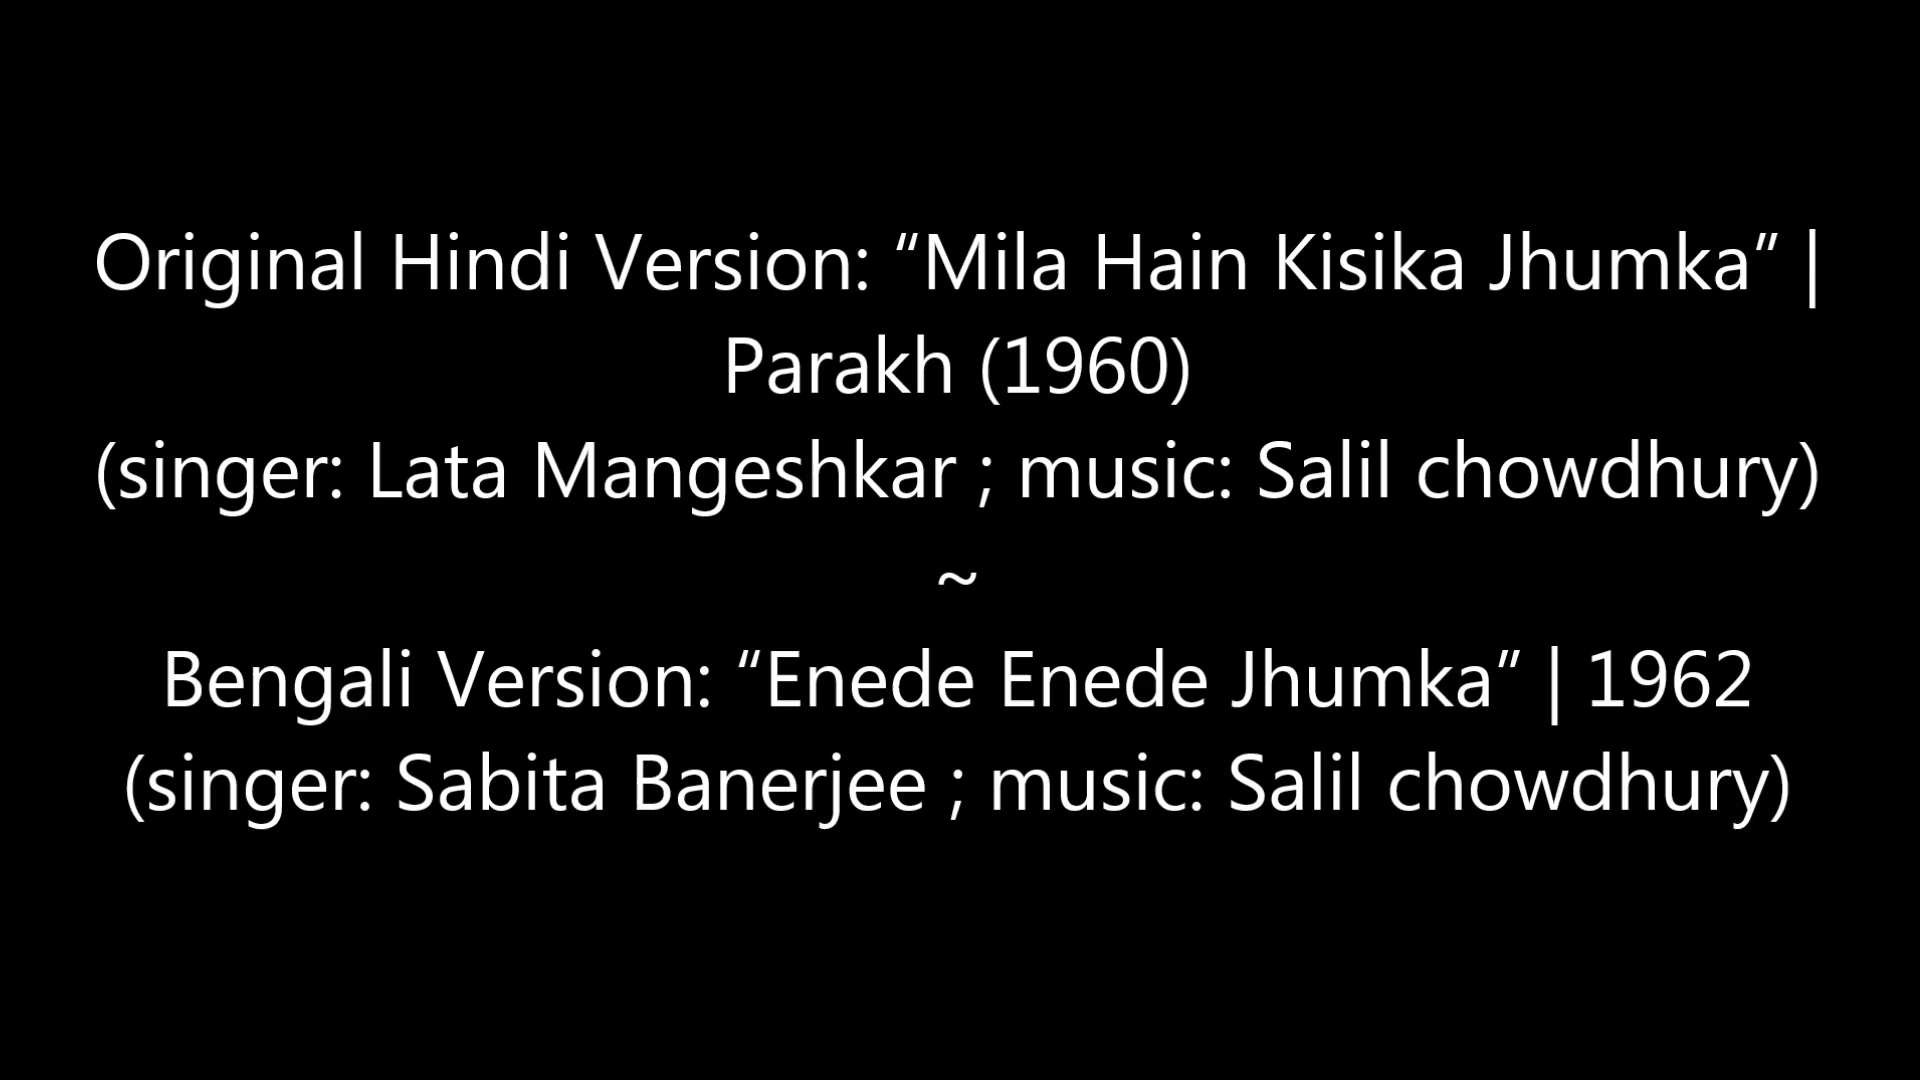 Original Hindi Version: “Mila Hain Kisika Jhumka” |
Parakh (1960)
(singer: Lata Mangeshkar ; music: Salil chowdhury)
~
Bengali Version: “Enede Enede Jhumka” | 1962
(singer: Sabita Banerjee ; music: Salil chowdhury)